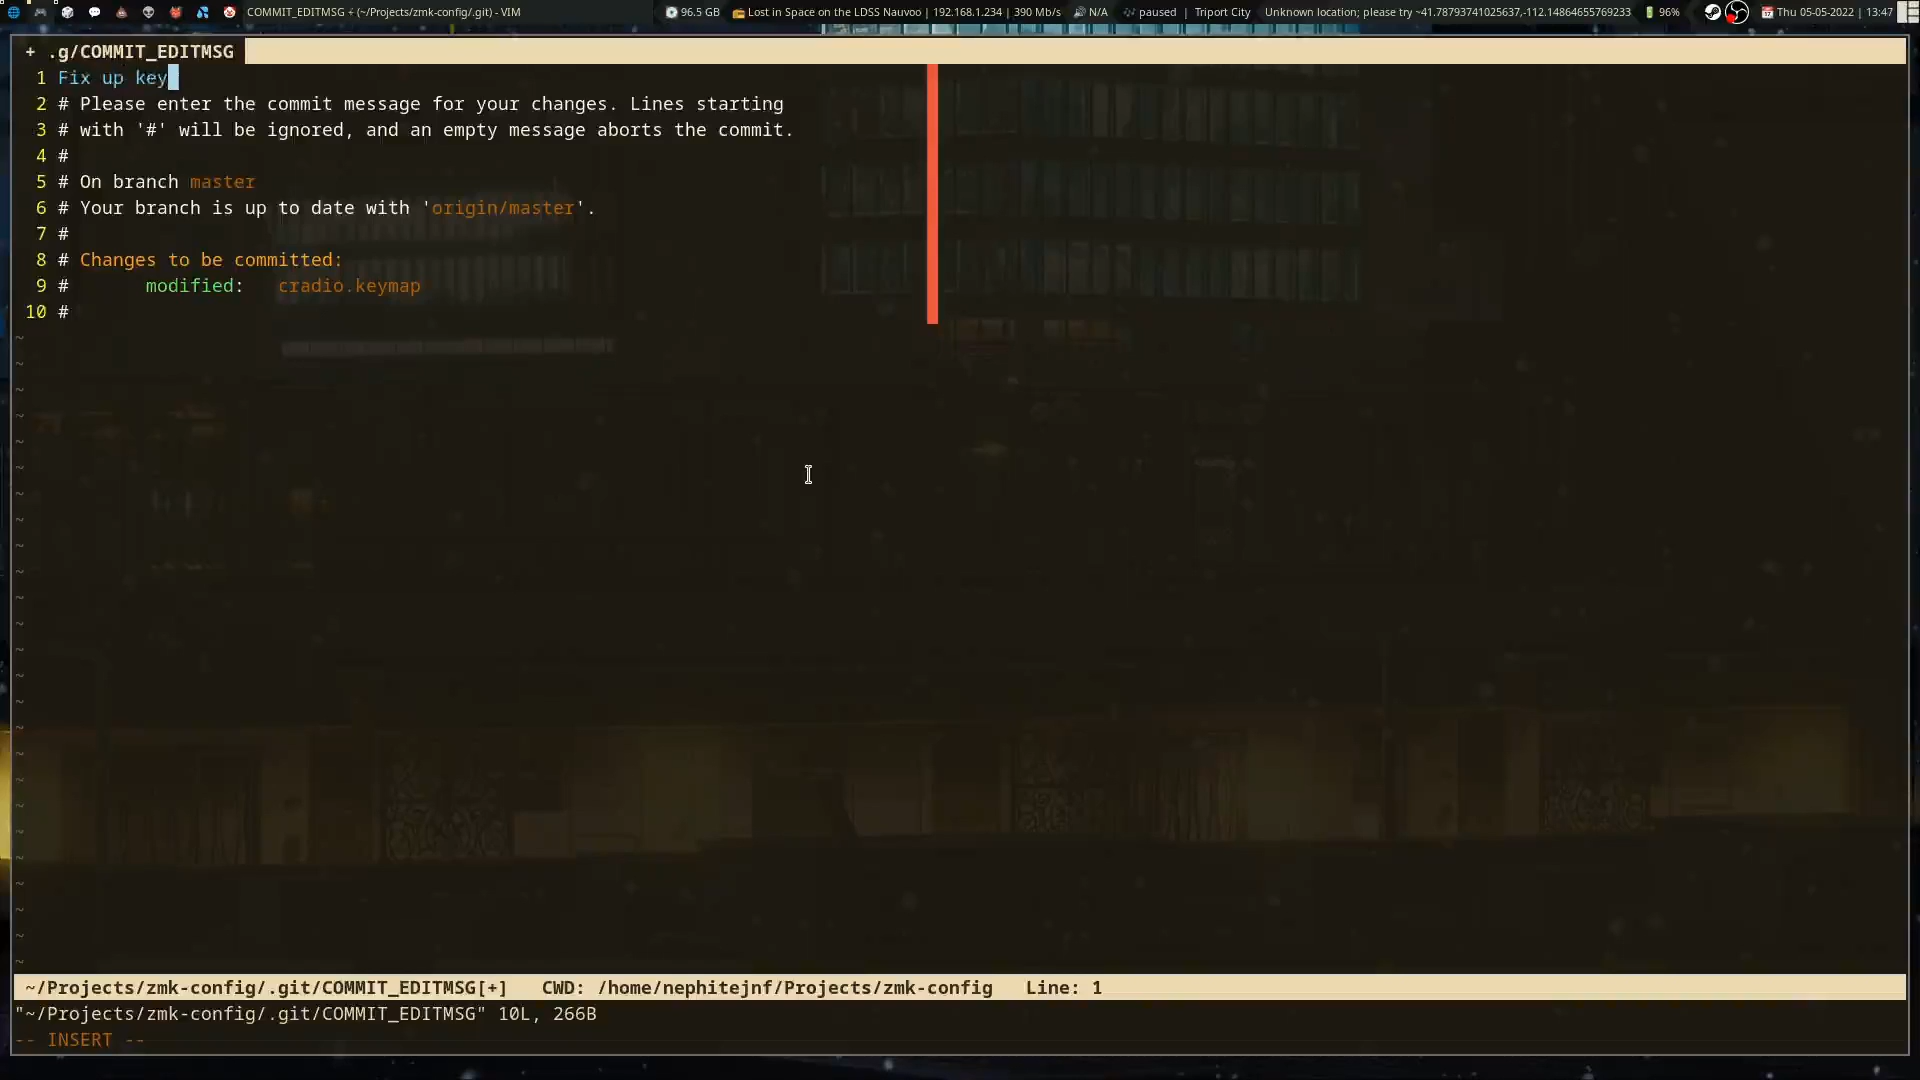 COMMIT_EDITMSG + (~/Projects/zmk-config/.git) - VIM
96.5 GB | Lost in Space on the LDSS Nauvoo | 192.168.1.234 | 390 Mb/s | N/A | paused | Triport City | Unknown location; please try ~41.78793741025637,-112.14864655769233 | 96% | Thu 05-05-2022 | 13:47
+ .g/COMMIT_EDITMSG
1 Fix up key
2 # Please enter the commit message for your changes. Lines starting
3 # with '#' will be ignored, and an empty message aborts the commit.
4 #
5 # On branch master
6 # Your branch is up to date with 'origin/master'.
7 #
8 # Changes to be committed:
9 # modified: cradio.keymap
10 #
~/Projects/zmk-config/.git/COMMIT_EDITMSG[+] CWD: /home/nephitejnf/Projects/zmk-config Line: 1
"~/Projects/zmk-config/.git/COMMIT_EDITMSG" 10L, 266B
-- INSERT --